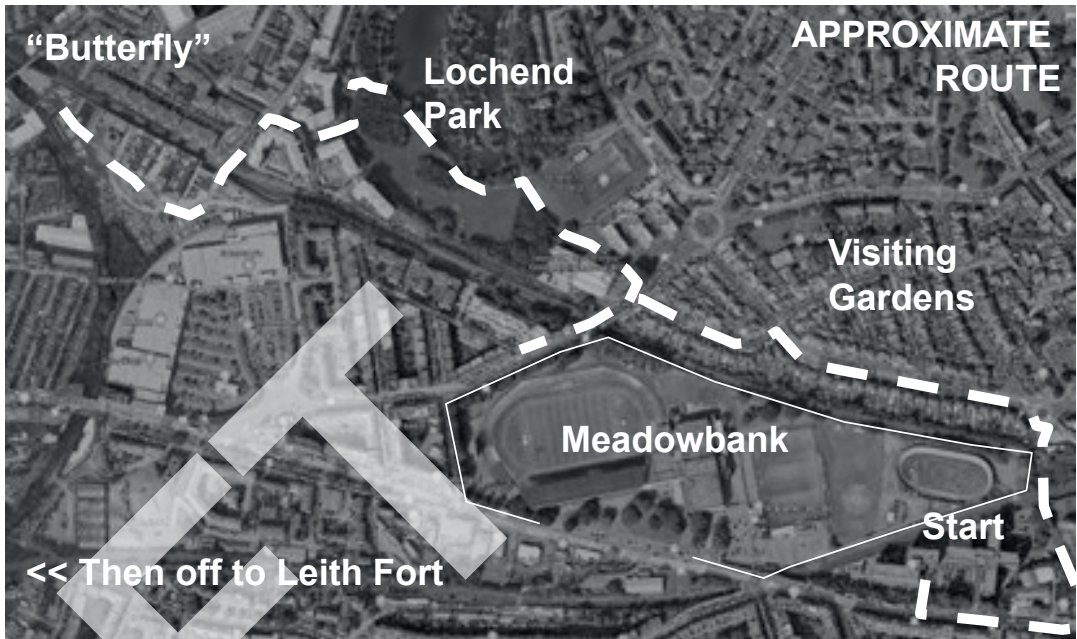 “Butterfly”
Lochend
Park
APPROXIMATE
ROUTE
Visiting
Gardens
Meadowbank
Start
<< Then off to Leith Fort